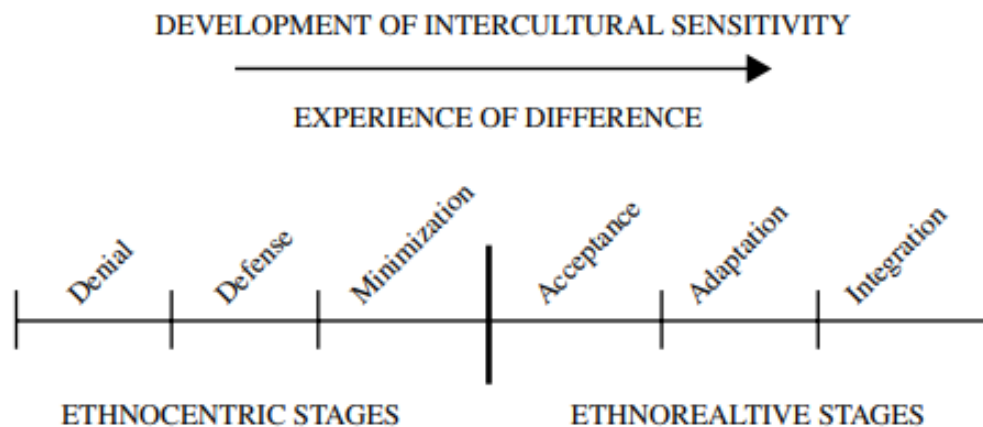 DEVELOPMENT OF INTERCULTURAL SENSITIVITY
EXPERIENCE OF DIFFERENCE
Denial
Defense
Minimization
Acceptance
Adaptation
Integration
ETHNOCENTRIC STAGES
ETHNOREALTIVE STAGES